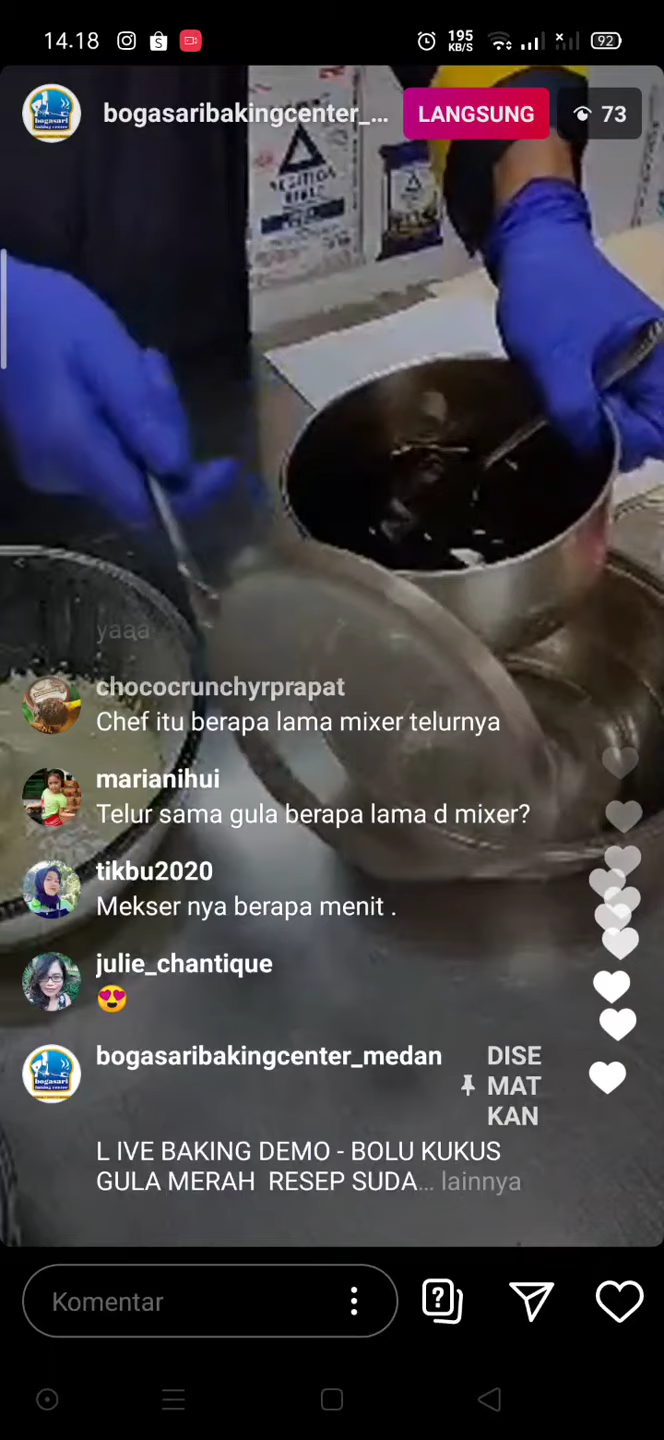 14.18
195
KB/S
92
bogasaribakingcenter_...
LANGSUNG
73
yaaa
chococrunchyrprapat
Chef itu berapa lama mixer telurnya
marianihui
Telur sama gula berapa lama d mixer?
tikbu2020
Mekser nya berapa menit .
julie_chantique
😍
bogasaribakingcenter_medan
DISE
MAT
KAN
L IVE BAKING DEMO - BOLU KUKUS
GULA MERAH  RESEP SUDA... lainnya
Komentar